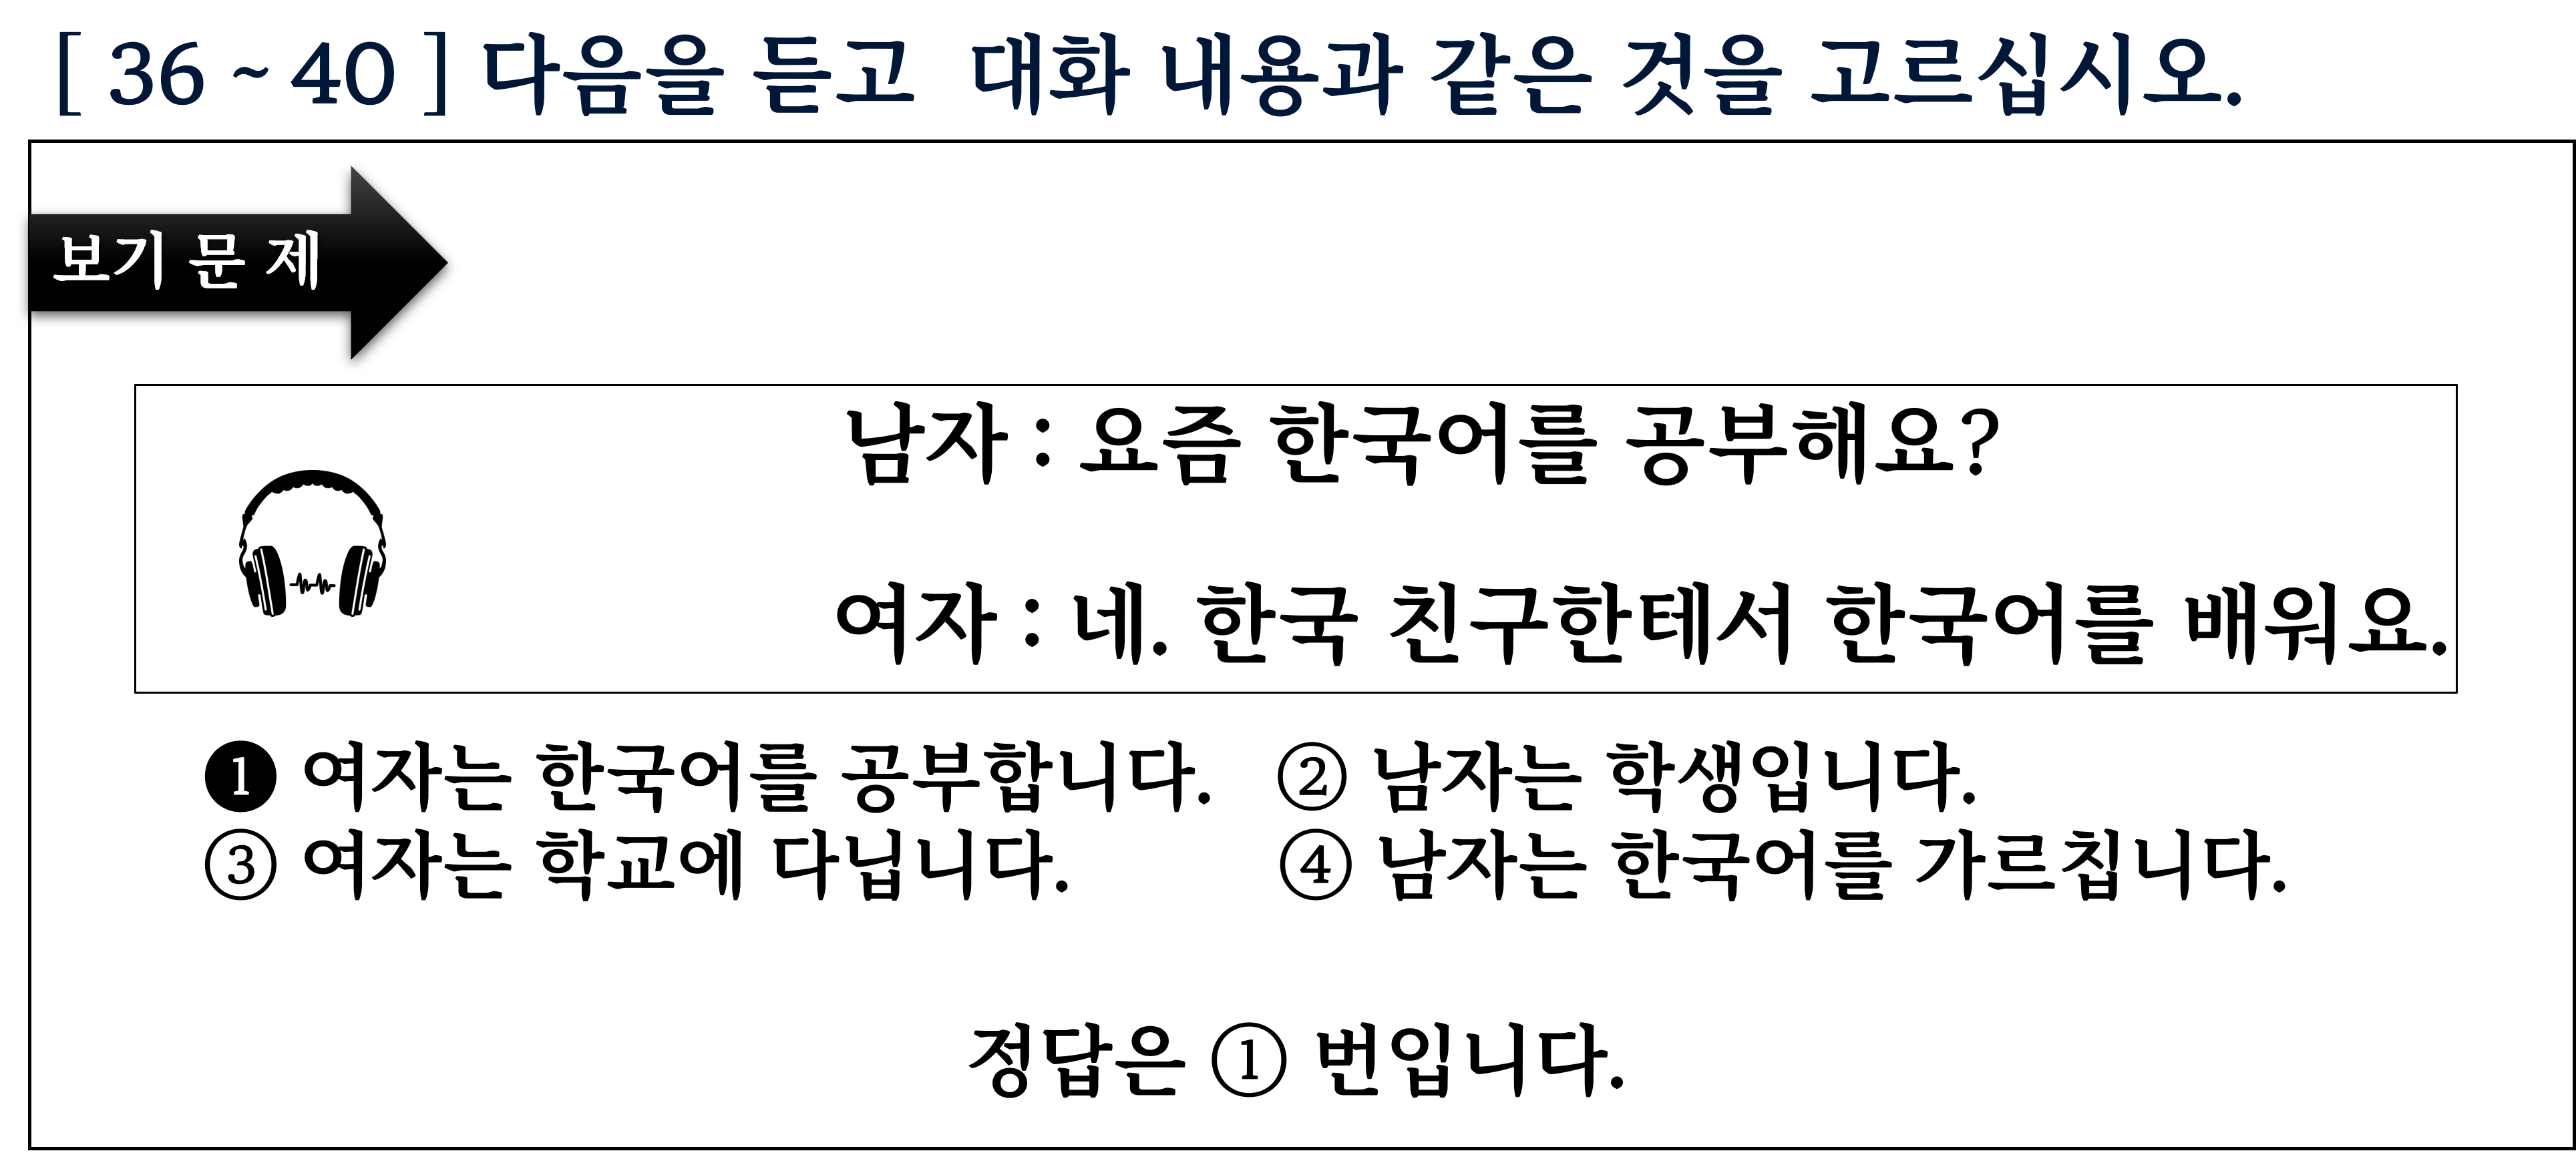 [ 36 ~ 40 ] 다음을 듣고 대화 내용과 같은 것을 고르십시오.
보기 문 제
남자 : 요즘 한국어를 공부해요?
여자 : 네. 한국 친구한테서 한국어를 배워요.
❶ 여자는 한국어를 공부합니다. ② 남자는 학생입니다.
③ 여자는 학교에 다닙니다. ④ 남자는 한국어를 가르칩니다.
정답은 ① 번입니다.